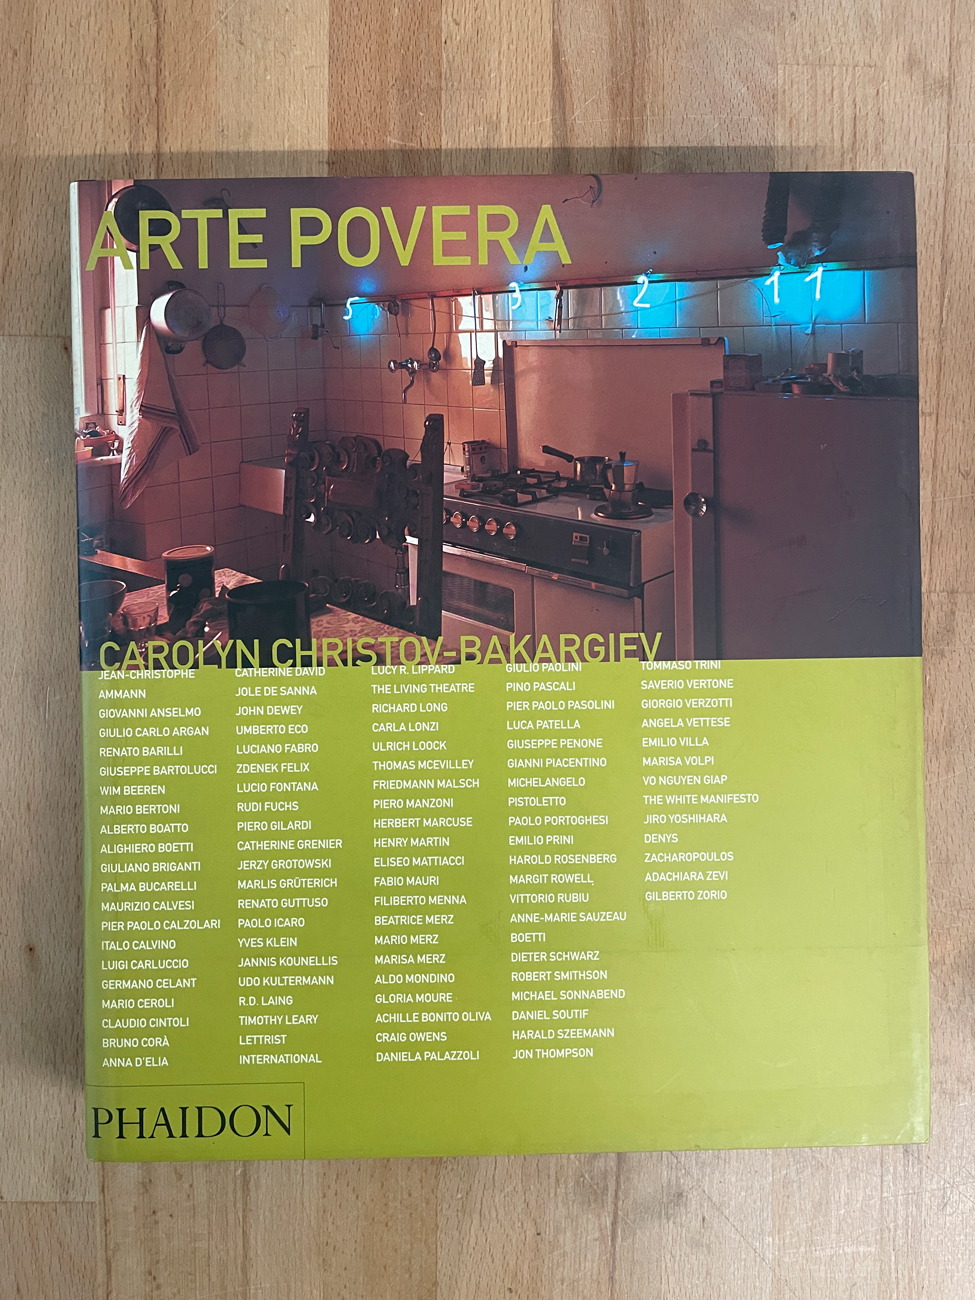 ARTE POVERA
5
3
2
1
1
CAROLYN CHRISTOV-BAKARGIEV
JEAN-CHRISTOPHE
AMMANN
GIOVANNI ANSELMO
GIULIO CARLO ARGAN
RENATO BARILLI
GIUSEPPE BARTOLUCCI
WIM BEEREN
MARIO BERTONI
ALBERTO BOATTO
ALIGHIERO BOETTI
GIULIANO BRIGANTI
PALMA BUCARELLI
MAURIZIO CALVESI
PIER PAOLO CALZOLARI
ITALO CALVINO
LUIGI CARLUCCIO
GERMANO CELANT
MARIO CEROLI
CLAUDIO CINTOLI
BRUNO CORÀ
ANNA D'ELIA
CATHERINE DAVID
JOLE DE SANNA
JOHN DEWEY
UMBERTO ECO
LUCIANO FABRO
ZDENEK FELIX
LUCIO FONTANA
RUDI FUCHS
PIERO GILARDI
CATHERINE GRENIER
JERZY GROTOWSKI
MARLIS GRÜTERICH
RENATO GUTTUSO
PAOLO ICARO
YVES KLEIN
JANNIS KOUNELLIS
UDO KULTERMANN
R.D. LAING
TIMOTHY LEARY
LETTRIST
INTERNATIONAL
LUCY R. LIPPARD
THE LIVING THEATRE
RICHARD LONG
CARLA LONZI
ULRICH LOOCK
THOMAS MCEVILLEY
FRIEDMANN MALSCH
PIERO MANZONI
HERBERT MARCUSE
HENRY MARTIN
ELISEO MATTIACCI
FABIO MAURI
FILIBERTO MENNA
BEATRICE MERZ
MARIO MERZ
MARISA MERZ
ALDO MONDINO
GLORIA MOURE
ACHILLE BONITO OLIVA
CRAIG OWENS
DANIELA PALAZZOLI
GIULIO PAOLINI
PINO PASCALI
PIER PAOLO PASOLINI
LUCA PATELLA
GIUSEPPE PENONE
GIANNI PIACENTINO
MICHELANGELO
PISTOLETTO
PAOLO PORTOGHESI
EMILIO PRINI
HAROLD ROSENBERG
MARGIT ROWELL
VITTORIO RUBIU
ANNE-MARIE SAUZEAU
BOETTI
DIETER SCHWARZ
ROBERT SMITHSON
MICHAEL SONNABEND
DANIEL SOUTIF
HARALD SZEEMANN
JON THOMPSON
TOMMASO TRINI
SAVERIO VERTONE
GIORGIO VERZOTTI
ANGELA VETTESE
EMILIO VILLA
MARISA VOLPI
VO NGUYEN GIAP
THE WHITE MANIFESTO
JIRO YOSHIHARA
DENYS
ZACHAROPOULOS
ADACHIARA ZEVI
GILBERTO ZORIO
PHAIDON